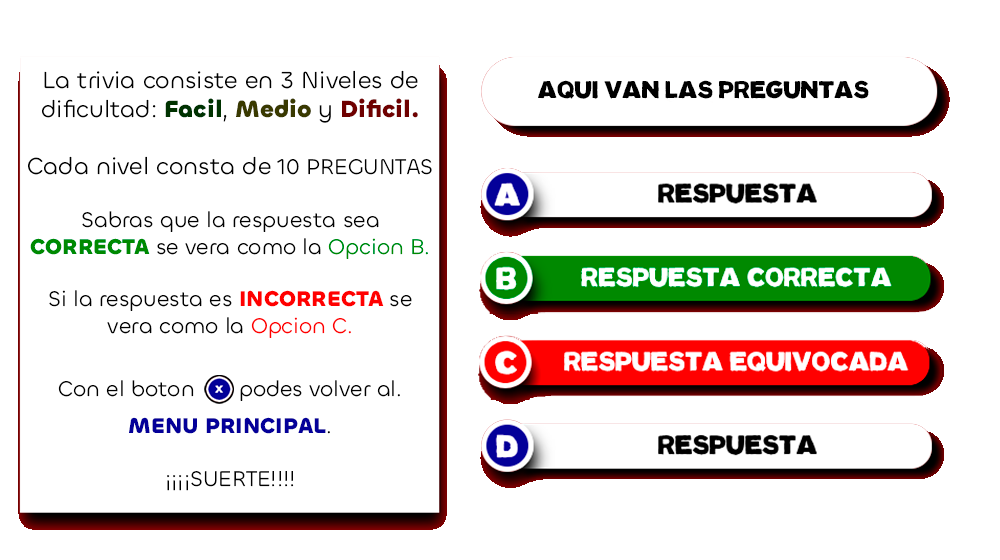 La trivia consiste en 3 Niveles de
dificultad: Facil, Medio y Dificil.
Cada nivel consta de 10 PREGUNTAS
Sabras que la respuesta sea
CORRECTA se vera como la Opcion B.
Si la respuesta es INCORRECTA se
vera como la Opcion C.
Con el boton x podes volver al.
MENU PRINCIPAL.
¡¡¡¡SUERTE!!!!
AQUI VAN LAS PREGUNTAS
A RESPUESTA
B RESPUESTA CORRECTA
C RESPUESTA EQUIVOCADA
D RESPUESTA